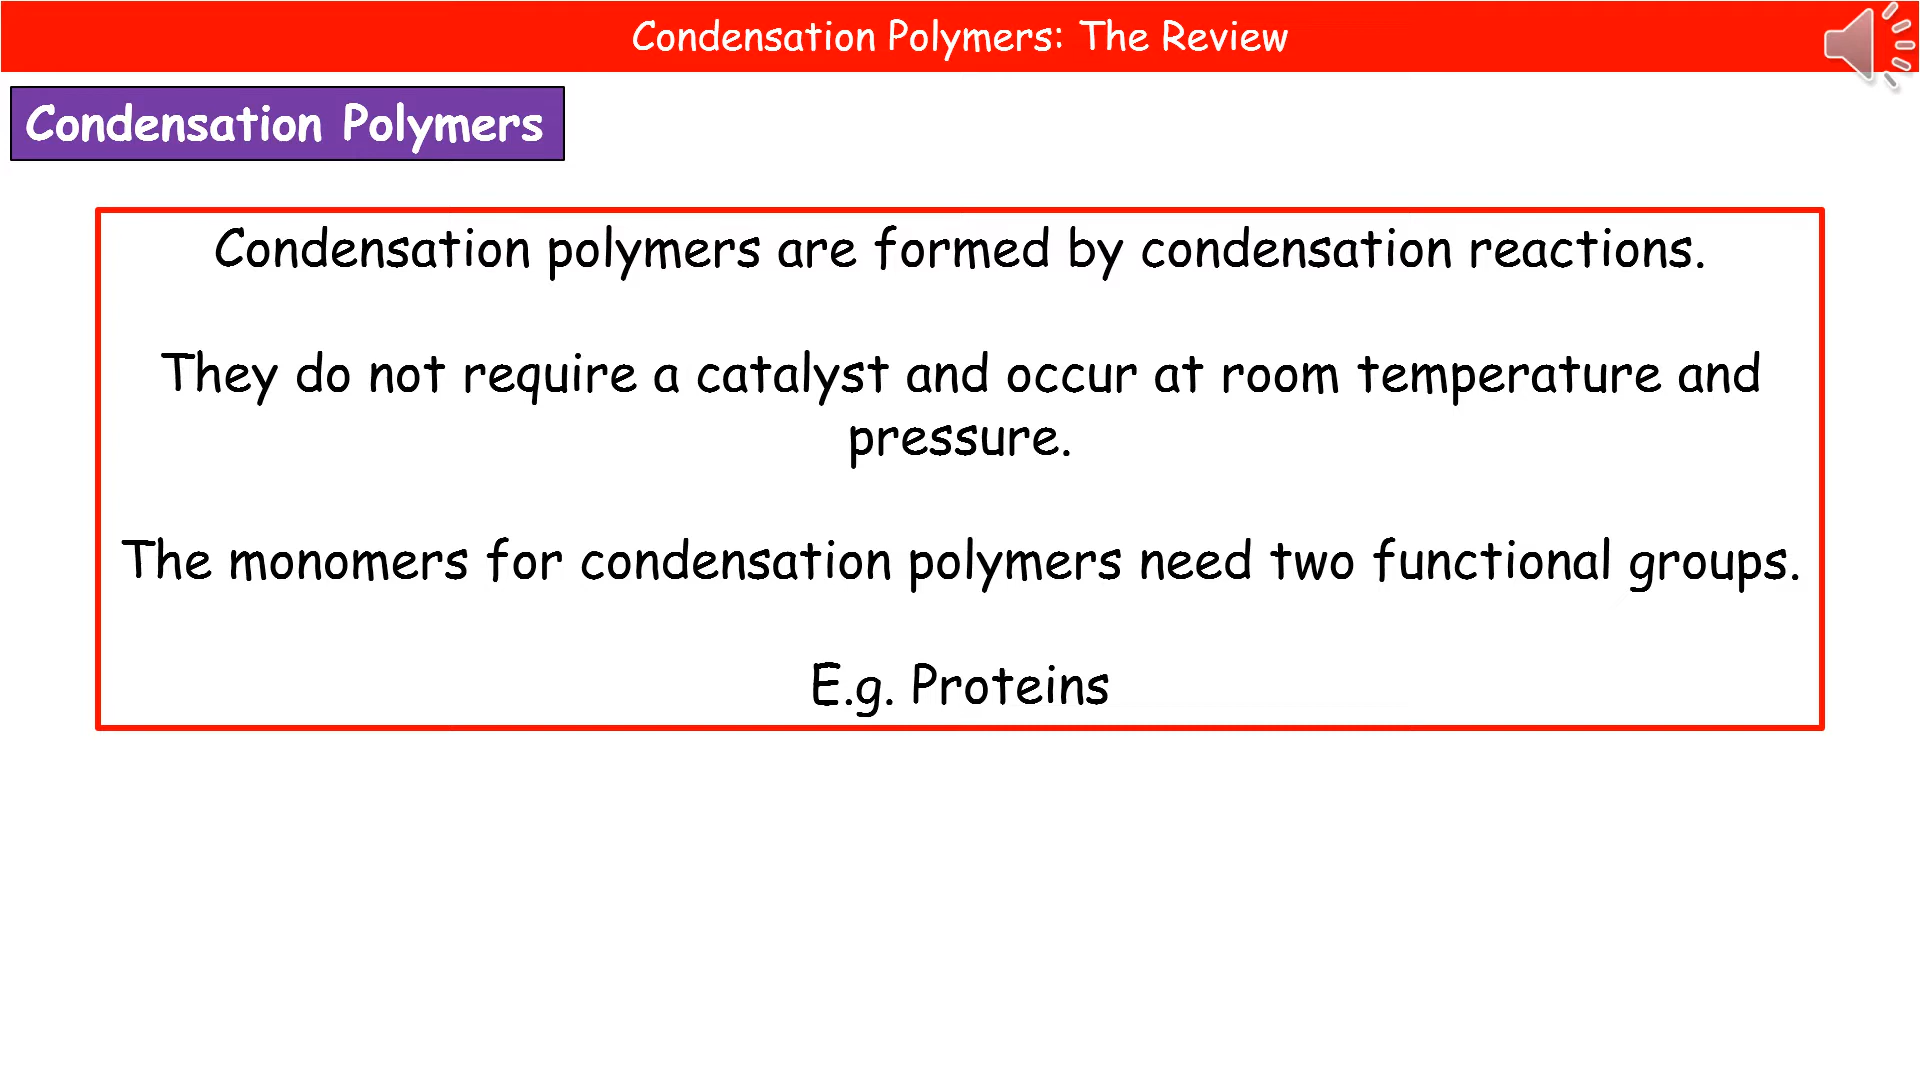 Condensation Polymers: The Review
Condensation Polymers
Condensation polymers are formed by condensation reactions.
They do not require a catalyst and occur at room temperature and
pressure.
The monomers for condensation polymers need two functional groups.
E.g. Proteins